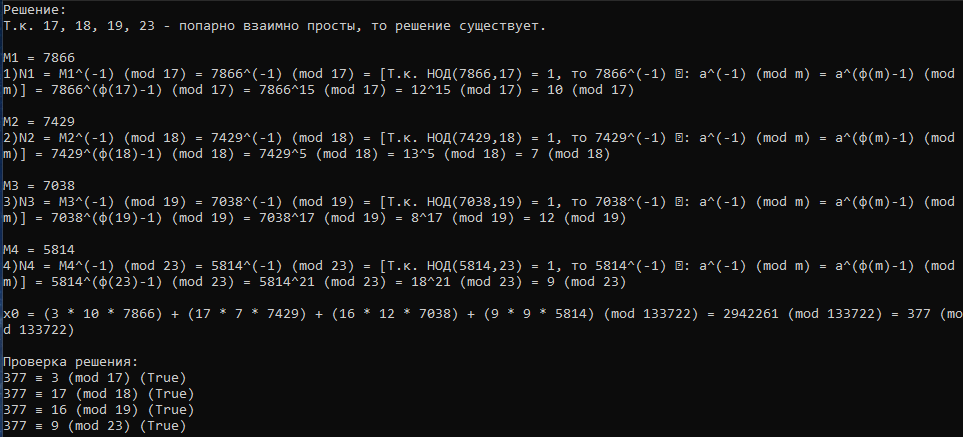 Решение:
Т.к. 17, 18, 19, 23 - попарно взаимно просты, то решение существует.
M1 = 7866
1)N1 = M1^(-1) (mod 17) = 7866^(-1) (mod 17) = [Т.к. НОД(7866,17) = 1, то 7866^(-1) ⍰: a^(-1) (mod m) = a^(ϕ(m)-1) (mod
m)] = 7866^(ϕ(17)-1) (mod 17) = 7866^15 (mod 17) = 12^15 (mod 17) = 10 (mod 17)
M2 = 7429
2)N2 = M2^(-1) (mod 18) = 7429^(-1) (mod 18) = [Т.к. НОД(7429,18) = 1, то 7429^(-1) ⍰: a^(-1) (mod m) = a^(ϕ(m)-1) (mod
m)] = 7429^(ϕ(18)-1) (mod 18) = 7429^5 (mod 18) = 13^5 (mod 18) = 7 (mod 18)
M3 = 7038
3)N3 = M3^(-1) (mod 19) = 7038^(-1) (mod 19) = [Т.к. НОД(7038,19) = 1, то 7038^(-1) ⍰: a^(-1) (mod m) = a^(ϕ(m)-1) (mod
m)] = 7038^(ϕ(19)-1) (mod 19) = 7038^17 (mod 19) = 8^17 (mod 19) = 12 (mod 19)
M4 = 5814
4)N4 = M4^(-1) (mod 23) = 5814^(-1) (mod 23) = [Т.к. НОД(5814,23) = 1, то 5814^(-1) ⍰: a^(-1) (mod m) = a^(ϕ(m)-1) (mod
m)] = 5814^(ϕ(23)-1) (mod 23) = 5814^21 (mod 23) = 18^21 (mod 23) = 9 (mod 23)
x0 = (3 * 10 * 7866) + (17 * 7 * 7429) + (16 * 12 * 7038) + (9 * 9 * 5814) (mod 133722) = 2942261 (mod 133722) = 377 (mo
d 133722)
Проверка решения:
377 ≡ 3 (mod 17) (True)
377 ≡ 17 (mod 18) (True)
377 ≡ 16 (mod 19) (True)
377 ≡ 9 (mod 23) (True)